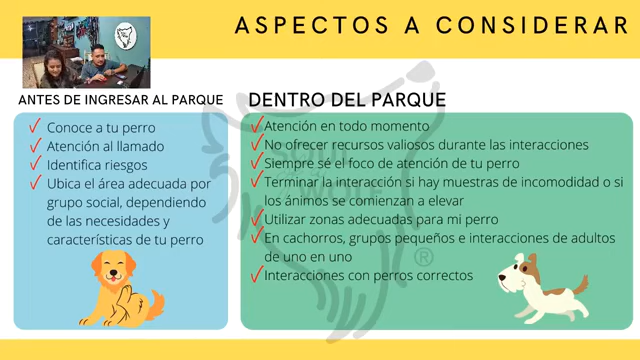 ASPECTOS A CONSIDERAR
ANTES DE INGRESAR AL PARQUE
Conoce a tu perro
Atención al llamado
Identifica riesgos
Ubica el área adecuada por
grupo social, dependiendo
de las necesidades y
características de tu perro
DENTRO DEL PARQUE
Atención en todo momento
No ofrecer recursos valiosos durante las interacciones
Siempre sé el foco de atención de tu perro
Terminar la interacción si hay muestras de incomodidad o si
los ánimos se comienzan a elevar
Utilizar zonas adecuadas para mi perro
En cachorros, grupos pequeños e interacciones de adultos
de uno en uno
Interacciones con perros correctos
®